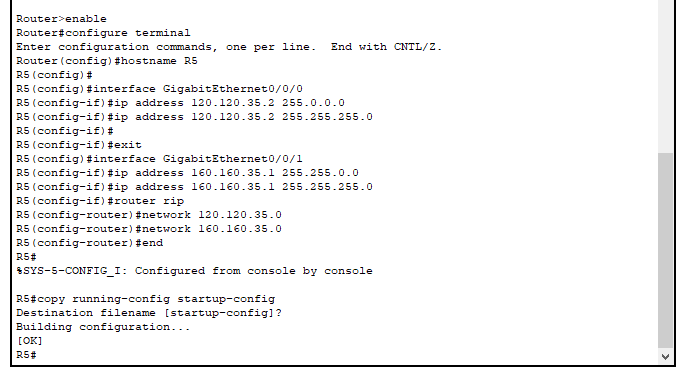 Router>enable
Router#configure terminal
Enter configuration commands, one per line.  End with CNTL/Z.
Router(config)#hostname R5
R5(config)#
R5(config)#interface GigabitEthernet0/0/0
R5(config-if)#ip address 120.120.35.2 255.0.0.0
R5(config-if)#ip address 120.120.35.2 255.255.255.0
R5(config-if)#
R5(config-if)#exit
R5(config)#interface GigabitEthernet0/0/1
R5(config-if)#ip address 160.160.35.1 255.255.0.0
R5(config-if)#ip address 160.160.35.1 255.255.255.0
R5(config-if)#router rip
R5(config-router)#network 120.120.35.0
R5(config-router)#network 160.160.35.0
R5(config-router)#end
R5#
%SYS-5-CONFIG_I: Configured from console by console
R5#copy running-config startup-config
Destination filename [startup-config]?
Building configuration...
[OK]
R5#